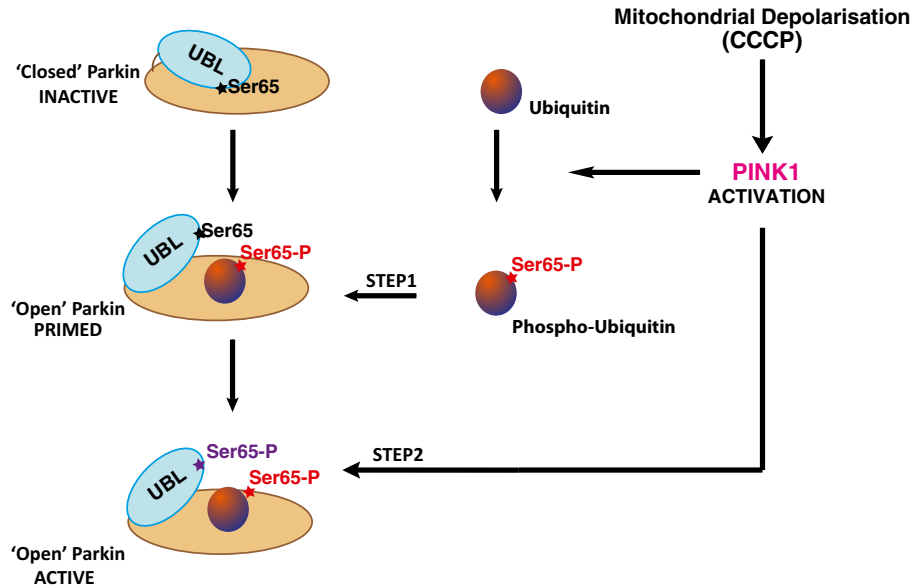 Mitochondrial Depolarisation
(CCCP)
UBL
Ser65
'Closed' Parkin
INACTIVE
Ubiquitin
PINK1
ACTIVATION
UBL
Ser65
Ser65-P
'Open' Parkin
PRIMED
STEP1
Ser65-P
Phospho-Ubiquitin
STEP2
UBL
Ser65-P
Ser65-P
'Open' Parkin
ACTIVE